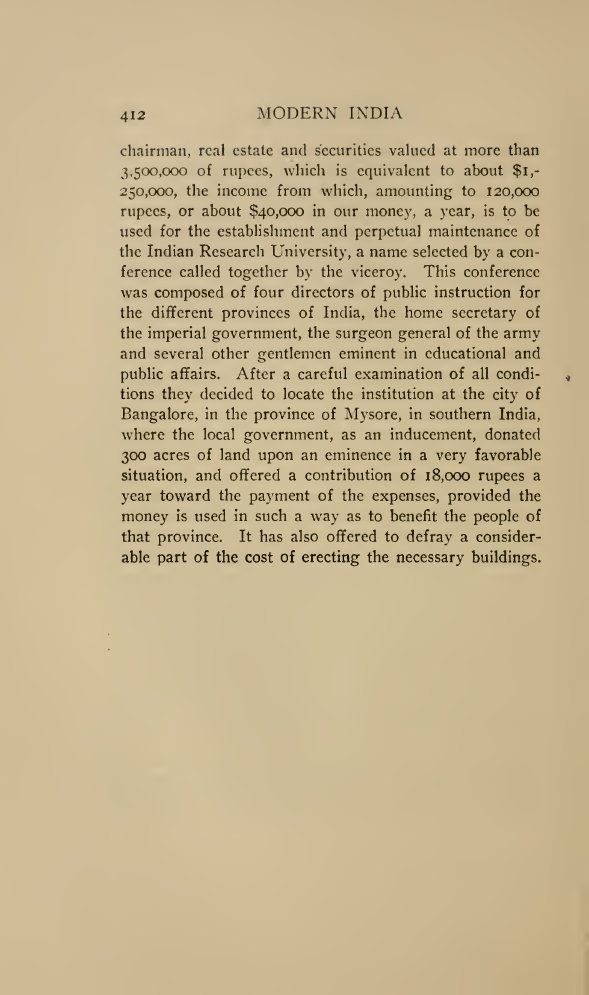 412 MODERN INDIA
chairman, real estate and securities valued at more than
3,500,000 of rupees, which is equivalent to about $1,-
250,000, the income from which, amounting to 120,000
rupees, or about $40,000 in our money, a year, is to be
used for the establishment and perpetual maintenance of
the Indian Research University, a name selected by a con-
ference called together by the viceroy. This conference
was composed of four directors of public instruction for
the different provinces of India, the home secretary of
the imperial government, the surgeon general of the army
and several other gentlemen eminent in educational and
public affairs. After a careful examination of all condi-
tions they decided to locate the institution at the city of
Bangalore, in the province of Mysore, in southern India,
where the local government, as an inducement, donated
300 acres of land upon an eminence in a very favorable
situation, and offered a contribution of 18,000 rupees a
year toward the payment of the expenses, provided the
money is used in such a way as to benefit the people of
that province. It has also offered to defray a consider-
able part of the cost of erecting the necessary buildings.